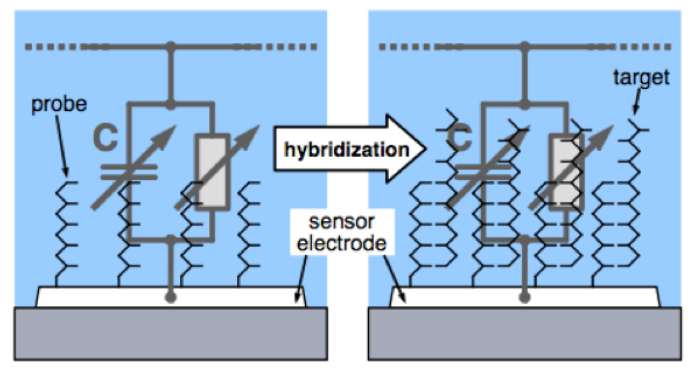 probe
C
hybridization
sensor
electrode
target
C